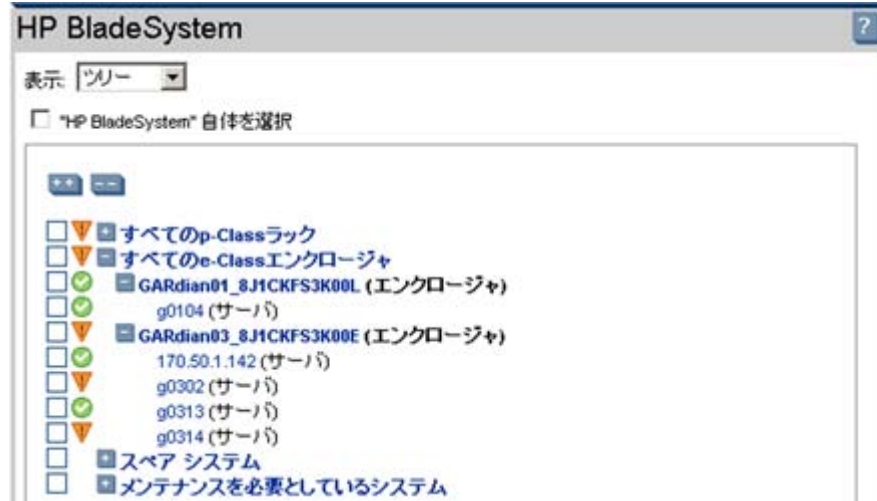 HP BladeSystem
?
表示: ツリー
"HP BladeSystem" 自体を選択
++ --
すべてのp-Classラック
すべてのe-Classエンクロージャ
GARdian01_8J1CKFS3K00L (エンクロージャ)
g0104 (サーバ)
GARdian03_8J1CKFS3K00E (エンクロージャ)
170.50.1.142 (サーバ)
g0302 (サーバ)
g0313 (サーバ)
g0314 (サーバ)
スペア システム
メンテナンスを必要としているシステム